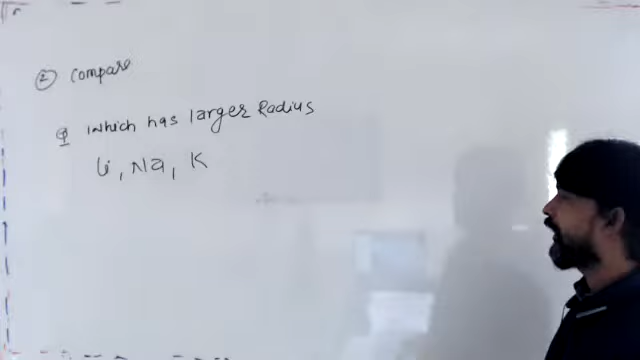 ② Compare
Q Which has larger Radius
Li, Na, K